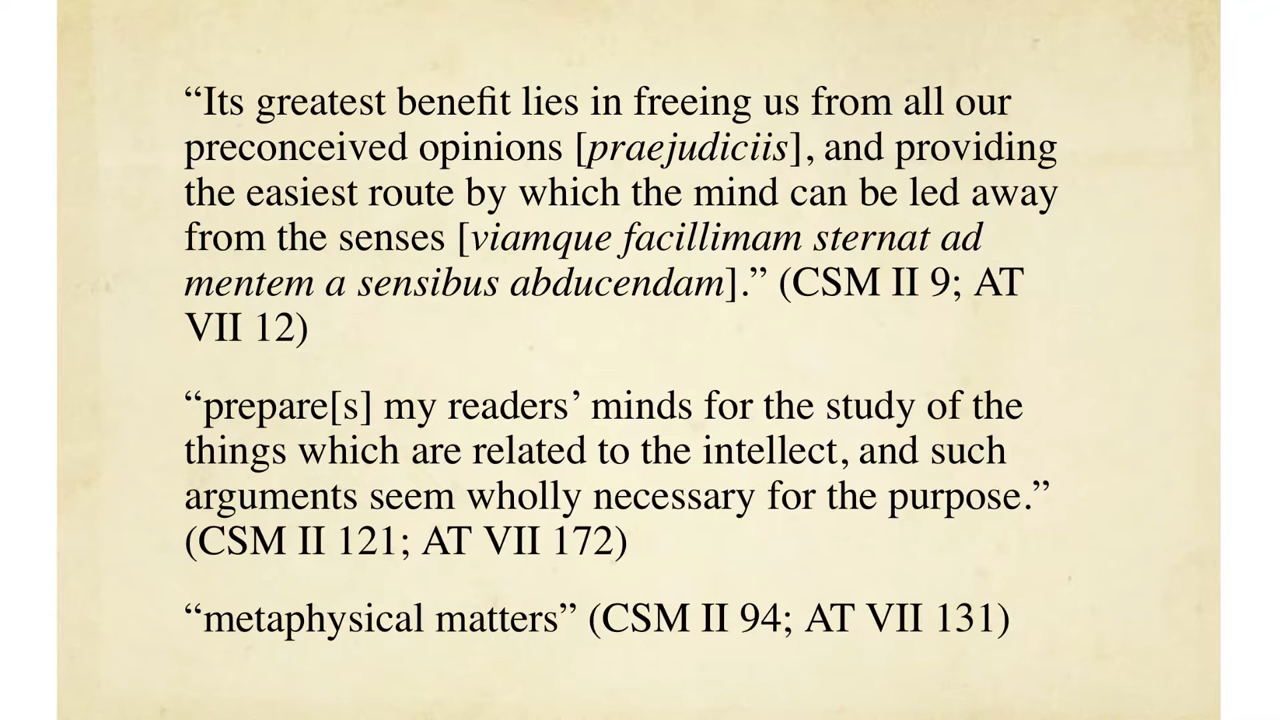 “Its greatest benefit lies in freeing us from all our
preconceived opinions [praejudiciis], and providing
the easiest route by which the mind can be led away
from the senses [viamque facillimam sternat ad
mentem a sensibus abducendam].” (CSM II 9; AT
VII 12)
“prepare[s] my readers’ minds for the study of the
things which are related to the intellect, and such
arguments seem wholly necessary for the purpose.”
(CSM II 121; AT VII 172)
“metaphysical matters” (CSM II 94; AT VII 131)